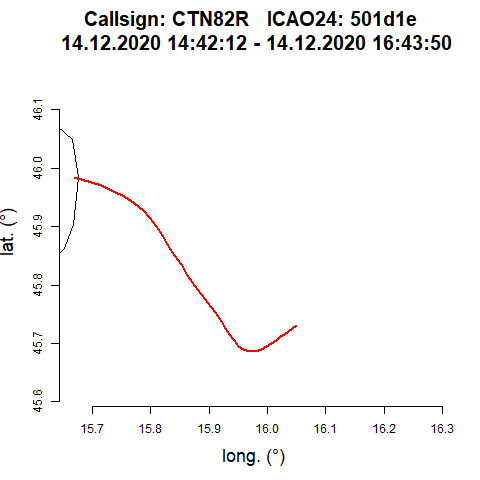 Callsign: CTN82R   ICAO24: 501d1e
14.12.2020 14:42:12 - 14.12.2020 16:43:50
46.1
46.0
45.9
45.8
45.7
45.6
lat. (°)
15.7 15.8 15.9 16.0 16.1 16.2 16.3
long. (°)